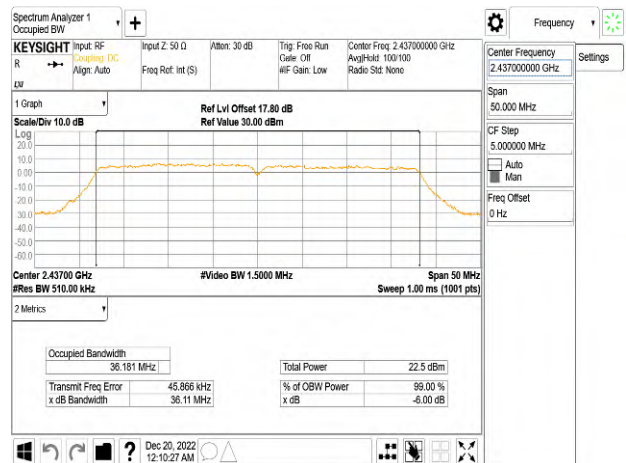 Spectrum Analyzer 1
Occupied BW
Frequency
KEYSIGHT
R
Input: RF
Coupling: DC
Align: Auto
Input Z: 50 Ω
Freq Ref: Int (S)
Atten: 30 dB
Trig: Free Run
Gate: Off
#IF Gain: Low
Center Freq: 2.437000000 GHz
Avg|Hold: 100/100
Radio Std: None
Center Frequency
2.437000000 GHz
Settings
Span
50.000 MHz
CF Step
5.000000 MHz
Auto
Man
Freq Offset
0 Hz
1 Graph
Scale/Div 10.0 dB
Ref Lvl Offset 17.80 dB
Ref Value 30.00 dBm
Log
20.0
10.0
0.00
-10.0
-20.0
-30.0
-40.0
-50.0
-60.0
Center 2.43700 GHz
#Video BW 1.5000 MHz
Span 50 MHz
#Res BW 510.00 kHz
Sweep 1.00 ms (1001 pts)
2 Metrics
Occupied Bandwidth
36.181 MHz
Total Power 22.5 dBm
Transmit Freq Error 45.866 kHz
% of OBW Power 99.00 %
x dB Bandwidth 36.11 MHz
x dB -6.00 dB
?
Dec 20, 2022
12:10:27 AM